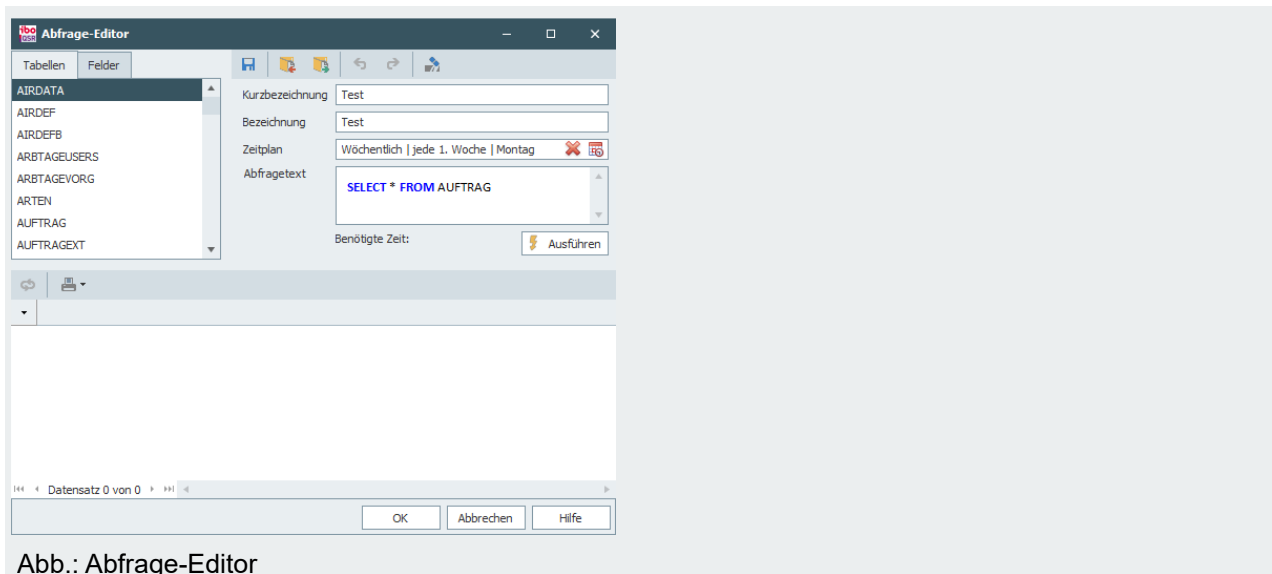 ibo QSR Abfrage-Editor
Tabellen Felder
AIRDATA
AIRDEF
AIRDEFB
ARBTAGEUSERS
ARBTAGEVORG
ARTEN
AUFTRAG
AUFTRAGEXT
Kurzbezeichnung Test
Bezeichnung Test
Zeitplan Wöchentlich | jede 1. Woche | Montag
Abfragetext SELECT * FROM AUFTRAG
Benötigte Zeit: Ausführen
Datensatz 0 von 0
OK Abbrechen Hilfe
Abb.: Abfrage-Editor